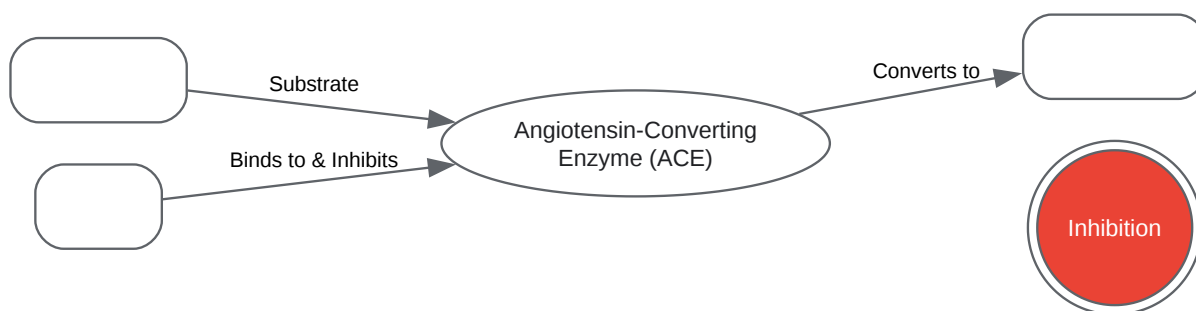 Substrate
Converts to
Angiotensin-Converting
Enzyme (ACE)
Binds to & Inhibits
Inhibition